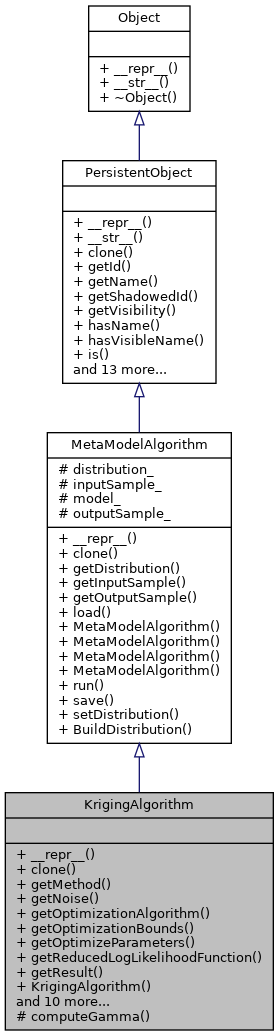 Object
+ __repr__()
+ __str__()
+ ~Object()
PersistentObject
+ __repr__()
+ __str__()
+ clone()
+ getId()
+ getName()
+ getShadowedId()
+ getVisibility()
+ hasName()
+ hasVisibleName()
+ is()
and 13 more...
MetaModelAlgorithm
# distribution_
# inputSample_
# model_
# outputSample_
+ __repr__()
+ clone()
+ getDistribution()
+ getInputSample()
+ getOutputSample()
+ load()
+ MetaModelAlgorithm()
+ MetaModelAlgorithm()
+ MetaModelAlgorithm()
+ MetaModelAlgorithm()
+ run()
+ save()
+ setDistribution()
+ BuildDistribution()
KrigingAlgorithm
+ __repr__()
+ clone()
+ getMethod()
+ getNoise()
+ getOptimizationAlgorithm()
+ getOptimizationBounds()
+ getOptimizeParameters()
+ getReducedLogLikelihoodFunction()
+ getResult()
+ KrigingAlgorithm()
and 10 more...
# computeGamma()